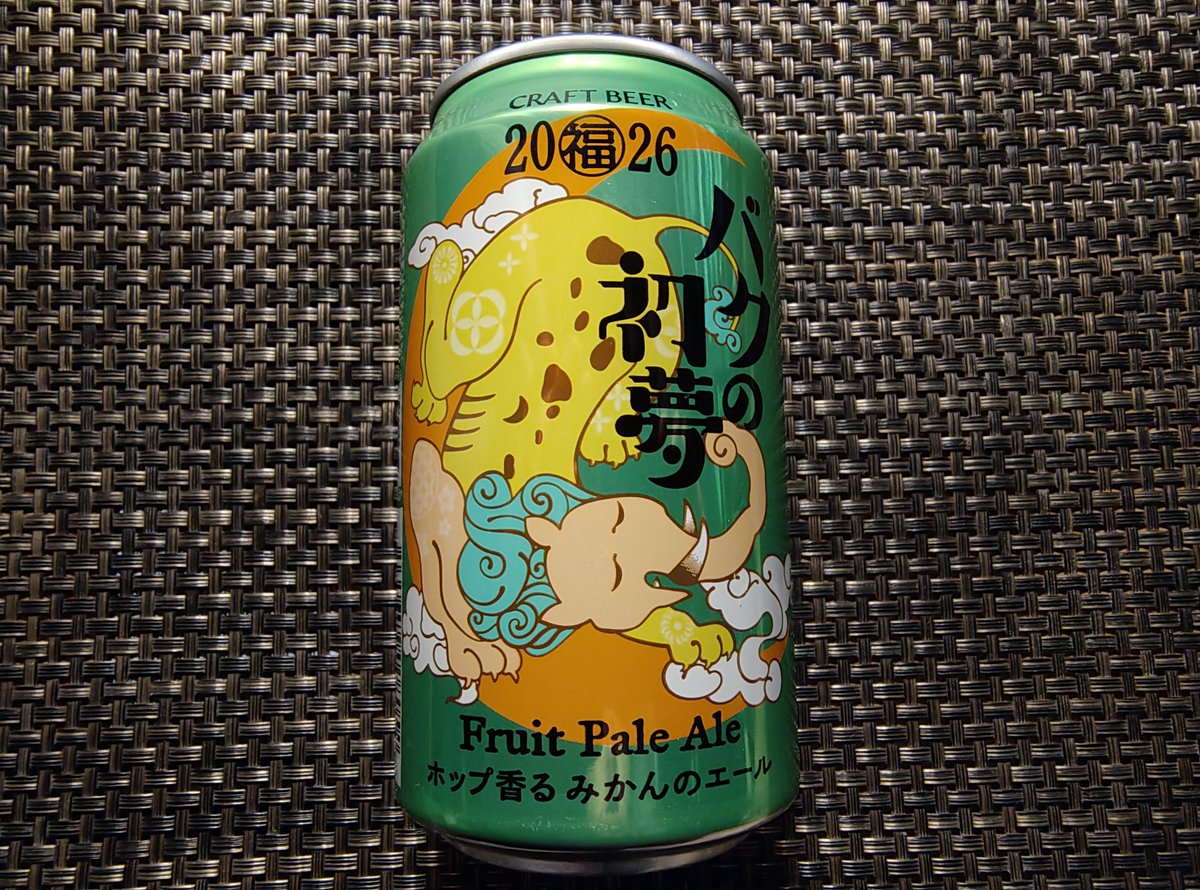 CRAFT BEER
20福26
バクの
初夢
Fruit Pale Ale
ホップ香る みかんのエール